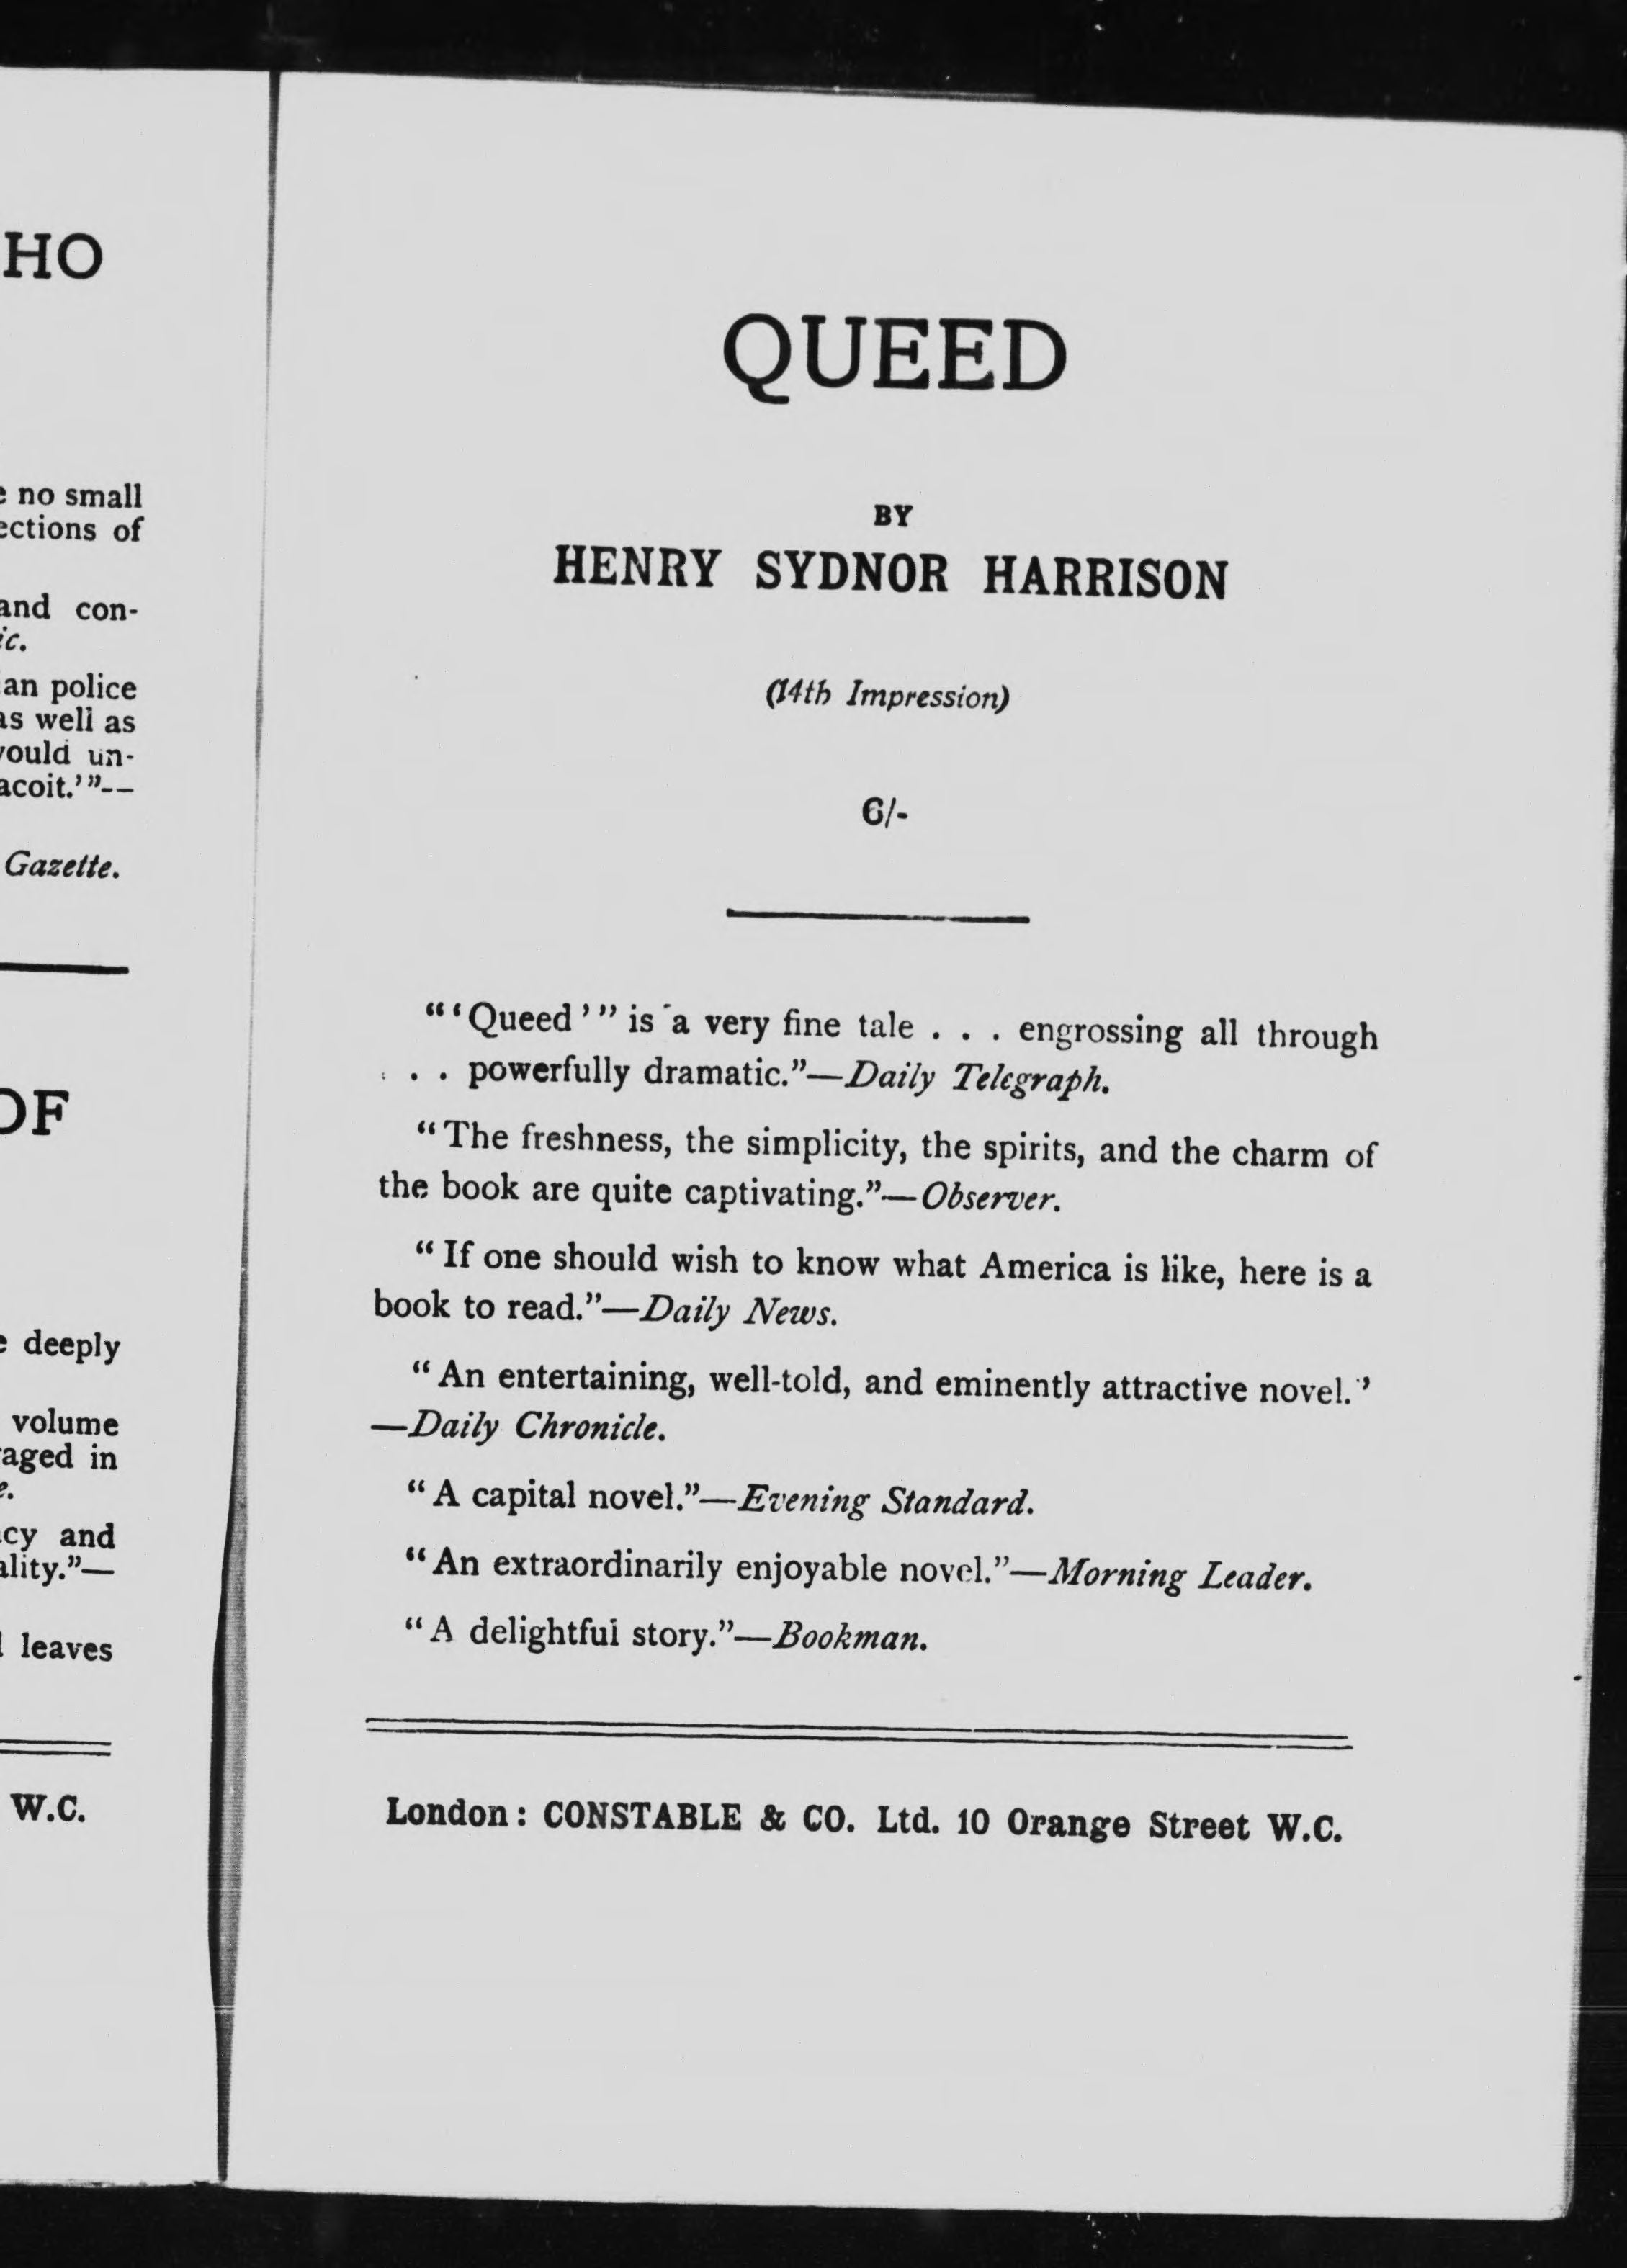 HO
no small
ections of
and con-
ic.
an police
as well as
would un-
acoit.'"--
Gazette.
OF
deeply
volume
aged in
e.
cy and
ality."—
leaves
W.C.
QUEED
BY
HENRY SYDNOR HARRISON
(14th Impression)
6/-
"'Queed'" is a very fine tale . . . engrossing all through
. . . powerfully dramatic."—Daily Telegraph.
"The freshness, the simplicity, the spirits, and the charm of
the book are quite captivating."—Observer.
"If one should wish to know what America is like, here is a
book to read."—Daily News.
"An entertaining, well-told, and eminently attractive novel.'
—Daily Chronicle.
"A capital novel."—Evening Standard.
"An extraordinarily enjoyable novel."—Morning Leader.
"A delightful story."—Bookman.
London: CONSTABLE & CO. Ltd. 10 Orange Street W.C.